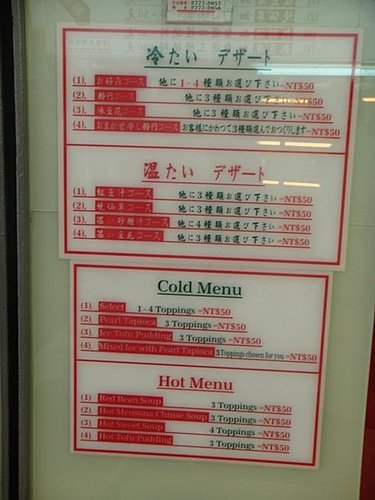 2777-2957
2777-2956
冷たい デザート
(1). お好みコース 他に1-4種類お選び下さい=NT$50
(2). 粉円コース 他に3種類お選び下さい=NT$50
(3). 冰豆花コース 他に3種類お選び下さい=NT$50
(4). おまかせ冷し粉円コース お客様にかわって3種類選んでおつくりします=NT$50
温たい デザート
(1). 紅豆汁コース 他に3種類お選び下さい=NT$50
(2). 燒仙草コース 他に3種類お選び下さい=NT$50
(3). 温．砂糖汁コース 他に4種類お選び下さい=NT$50
(4). 温．豆花コース 他に3種類お選び下さい=NT$50
Cold Menu
(1). Select 1-4 Toppings =NT$50
(2). Pearl Tapioca 3 Toppings =NT$50
(3). Ice Tofu Pudding 3 Toppings =NT$50
(4). Mixed Ice with Pearl Tapioca 3 Toppings chosen for you =NT$50
Hot Menu
(1). Red Bean Soup 3 Toppings =NT$50
(2). Hot Mensona Chinse Soup 3 Toppings =NT$50
(3). Hot Sweet Soup 4 Toppings =NT$50
(4). Hot Tofu Pudding 3 Toppings =NT$50